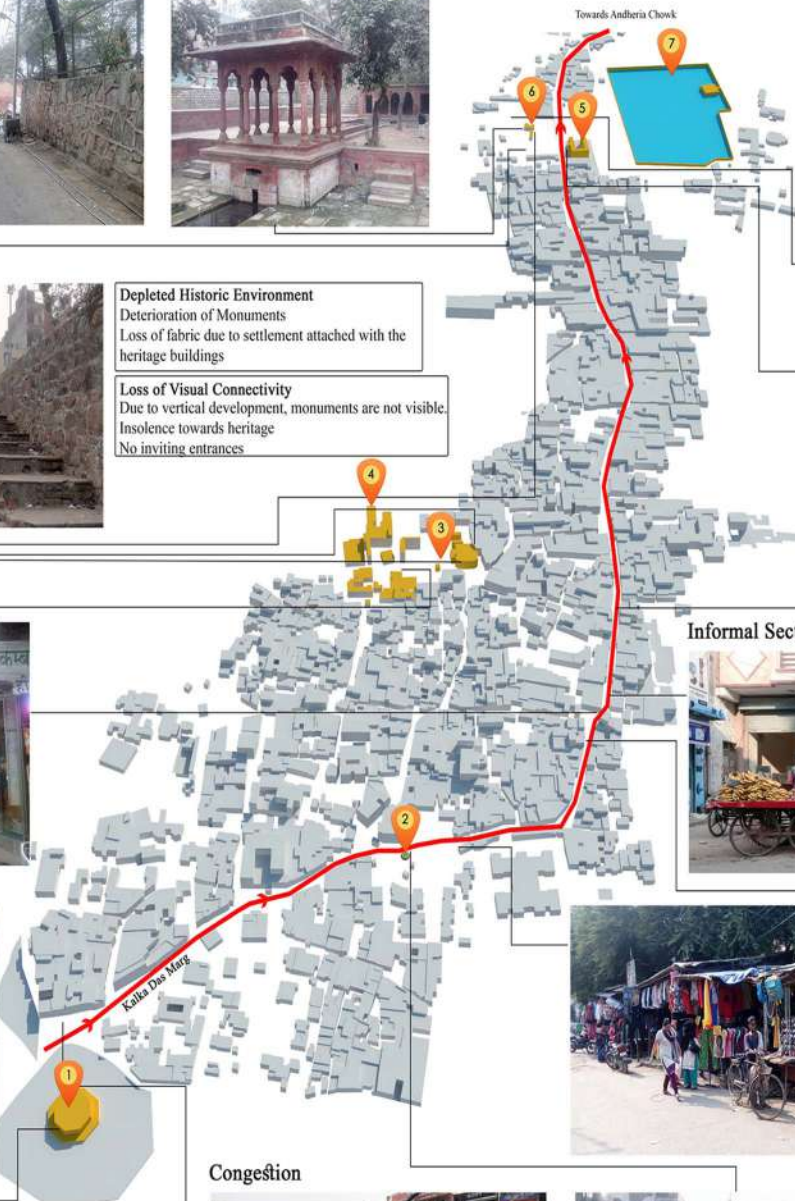 Towards Andheria Chowk
7
6
5
Depleted Historic Environment
Deterioration of Monuments
Loss of fabric due to settlement attached with the
heritage buildings
Loss of Visual Connectivity
Due to vertical development, monuments are not visible.
Insolence towards heritage
No inviting entrances
4
3
Informal Sect
2
Kalka Das Marg
1
Congestion